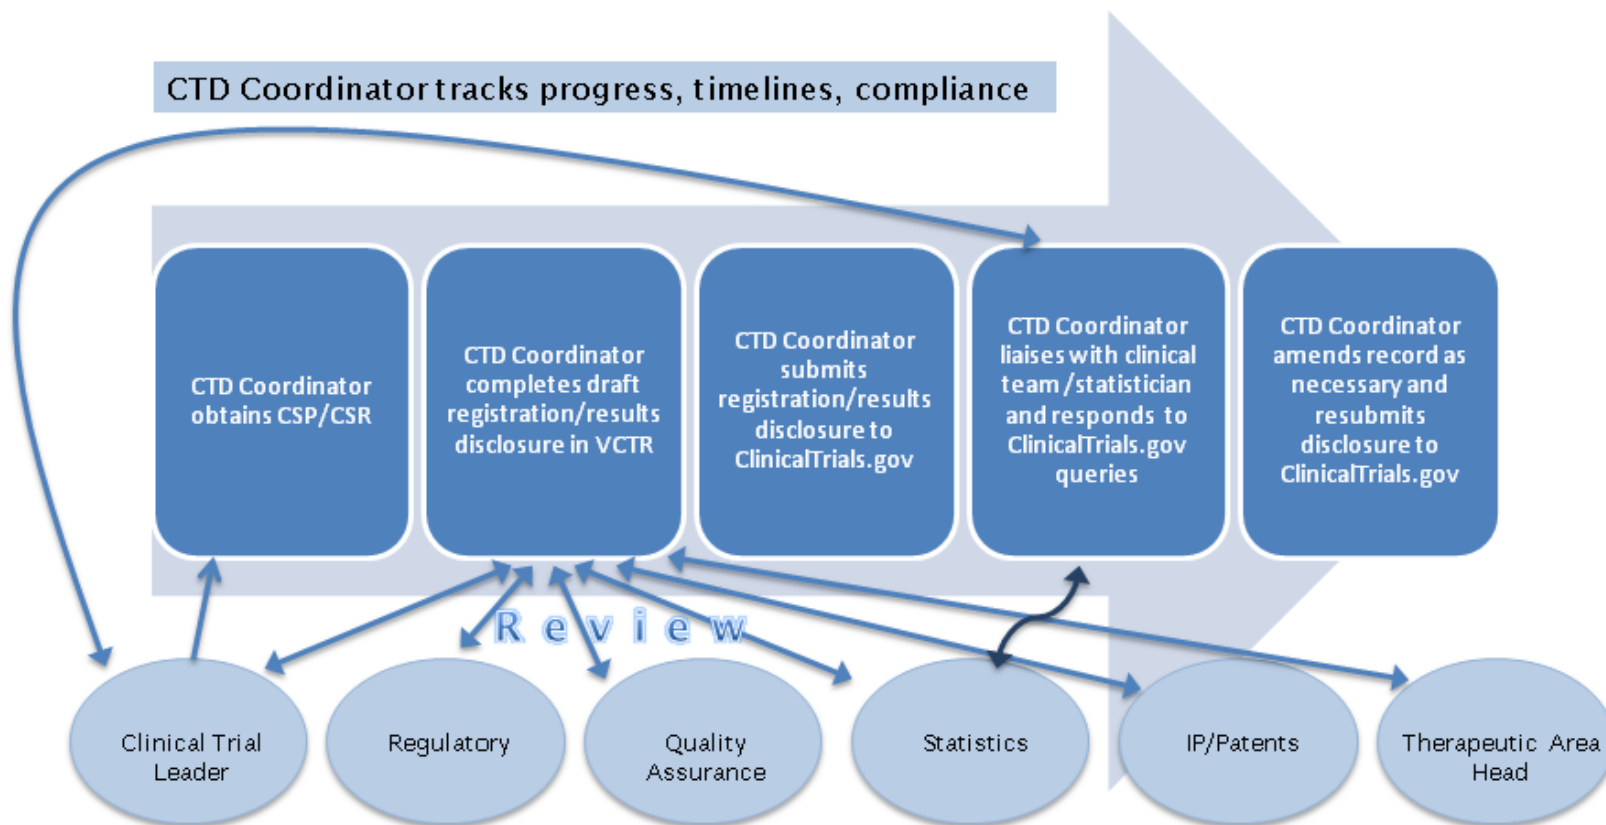 CTD Coordinator tracks progress, timelines, compliance
CTD Coordinator
obtains CSP/CSR
CTD Coordinator
completes draft
registration/results
disclosure in VCTR
CTD Coordinator
submits
registration/results
disclosure to
ClinicalTrials.gov
CTD Coordinator
liaises with clinical
team /statistician
and responds to
ClinicalTrials.gov
queries
CTD Coordinator
amends record as
necessary and
resubmits
disclosure to
ClinicalTrials.gov
Review
Clinical Trial
Leader
Regulatory
Quality
Assurance
Statistics
IP/Patents
Therapeutic Area
Head